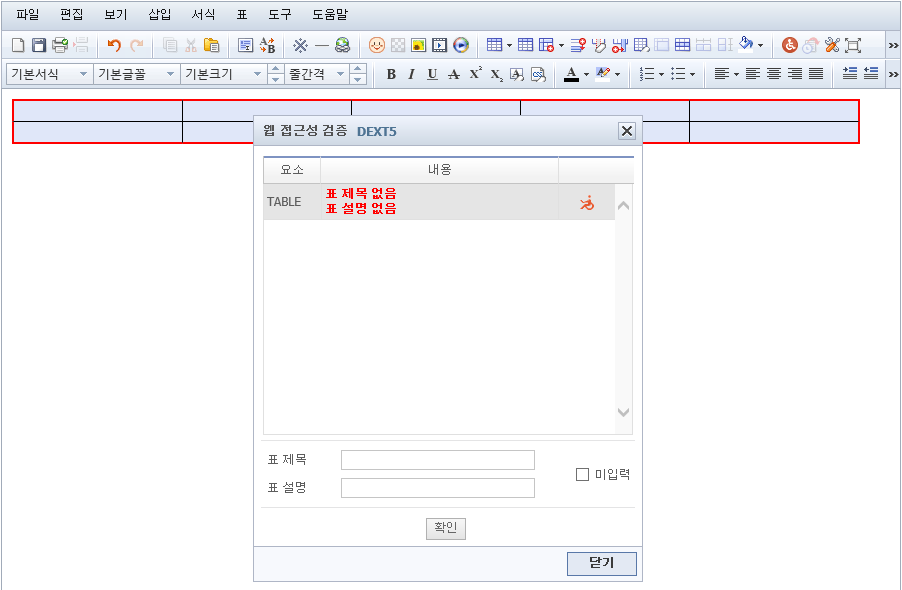 파일 편집 보기 삽입 서식 표 도구 도움말
기본서식 기본글꼴 기본크기 줄간격 B I U A X² X₂ A
웹 접근성 검증 DEXT5
요소 내용
TABLE
표 제목 없음
표 설명 없음
표 제목
표 설명
미입력
확인
닫기